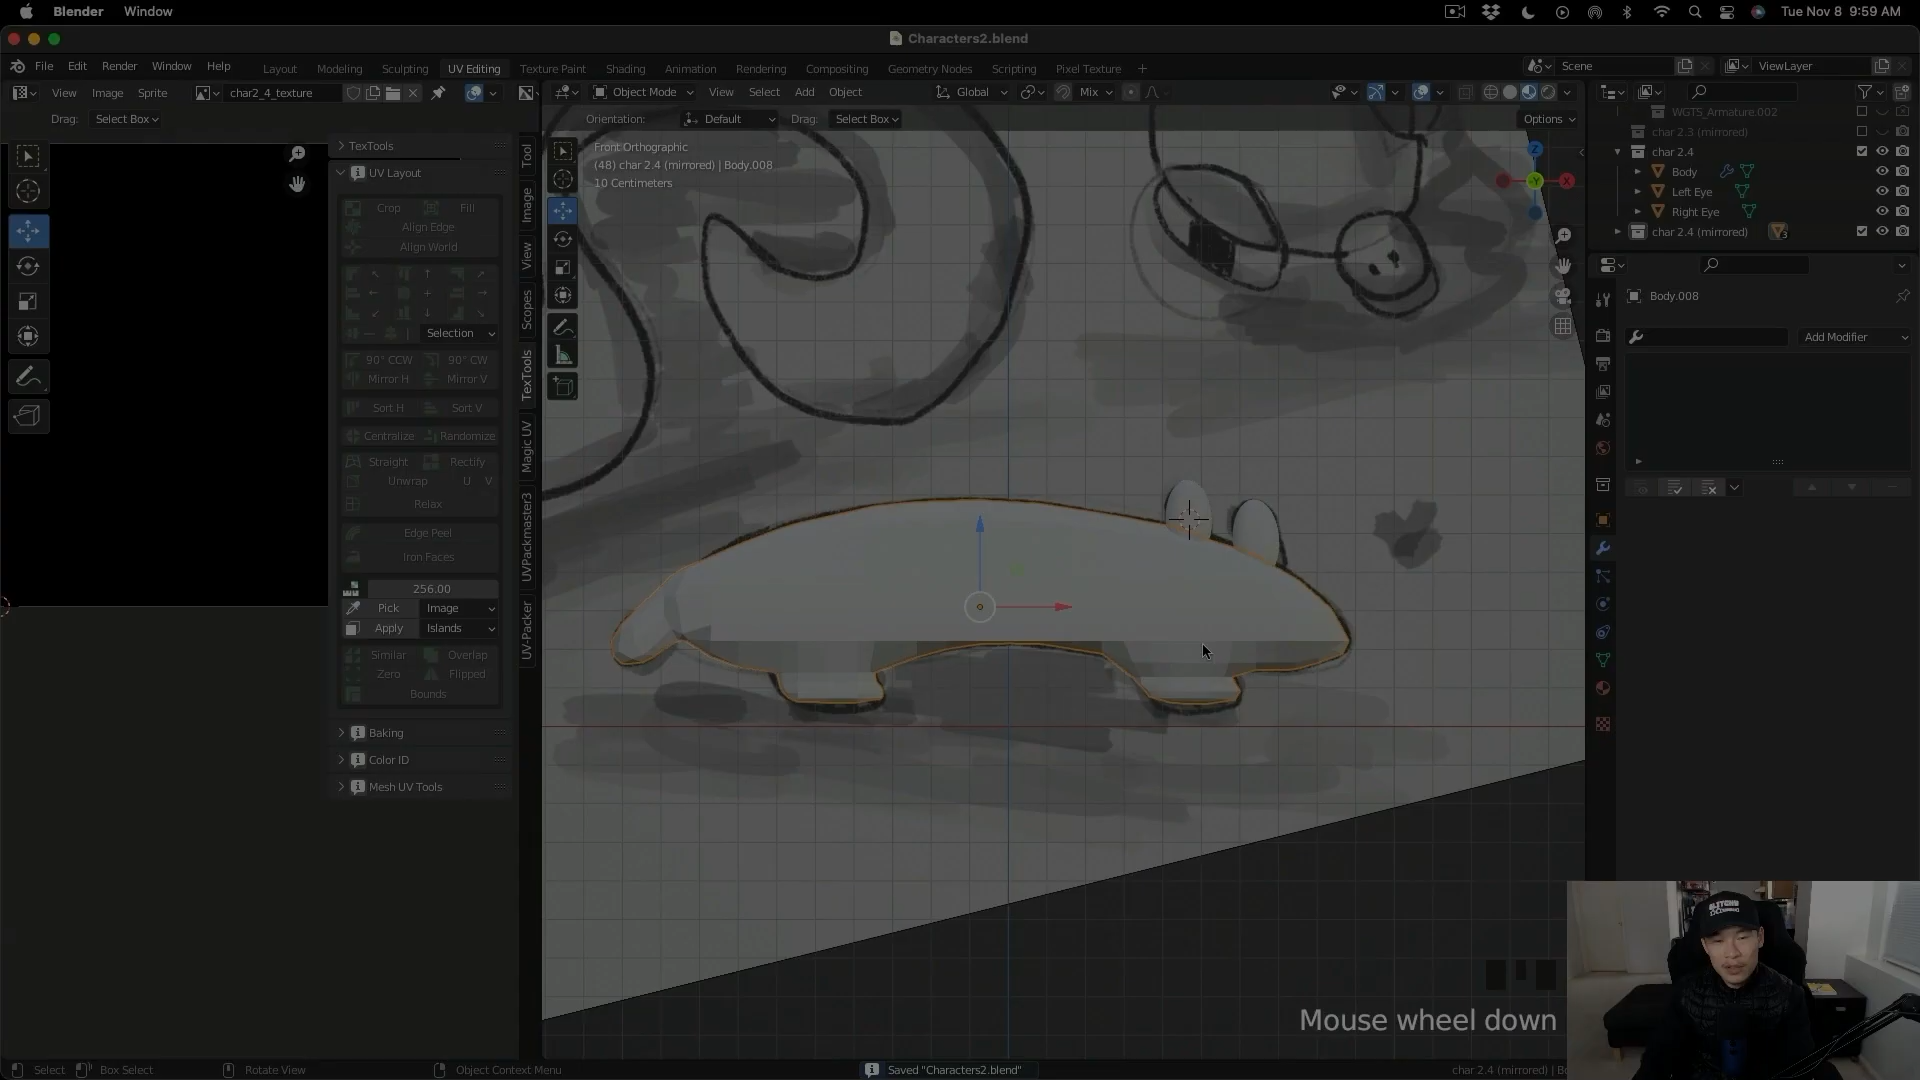 Blender Window
Tue Nov 8 9:59 AM
Characters2.blend
File Edit Render Window Help
Layout Modeling Sculpting UV Editing Texture Paint Shading Animation Rendering Compositing Geometry Nodes Scripting Pixel Texture +
Scene
ViewLayer
View Image Sprite
char2_4_texture
Object Mode View Select Add Object
Global
Mix
Drag: Select Box
Orientation: Default Drag: Select Box
Options
TexTools
UV Layout
Crop Fill
Align Edge
Align World
Selection
90° CCW 90° CW
Mirror H Mirror V
Sort H Sort V
Centralize Randomize
Straight Rectify
Unwrap U V
Relax
Edge Peel
Iron Faces
256.00
Pick Image
Apply Islands
Similar Overlap
Zero Flipped
Bounds
Baking
Color ID
Mesh UV Tools
Tool
Image
View
Scopes
TexTools
Magic UV
UVPackmaster3
UV-Packer
Front Orthographic
(48) char 2.4 (mirrored) | Body.008
10 Centimeters
Z
Y
X
WGTS_Armature.002
char 2.3 (mirrored)
char 2.4
Body
Left Eye
Right Eye
char 2.4 (mirrored)
3
Body.008
Add Modifier
Mouse wheel down
Select Box Select Rotate View Object Context Menu
Saved "Characters2.blend"
char 2.4 (mirrored) | Bo